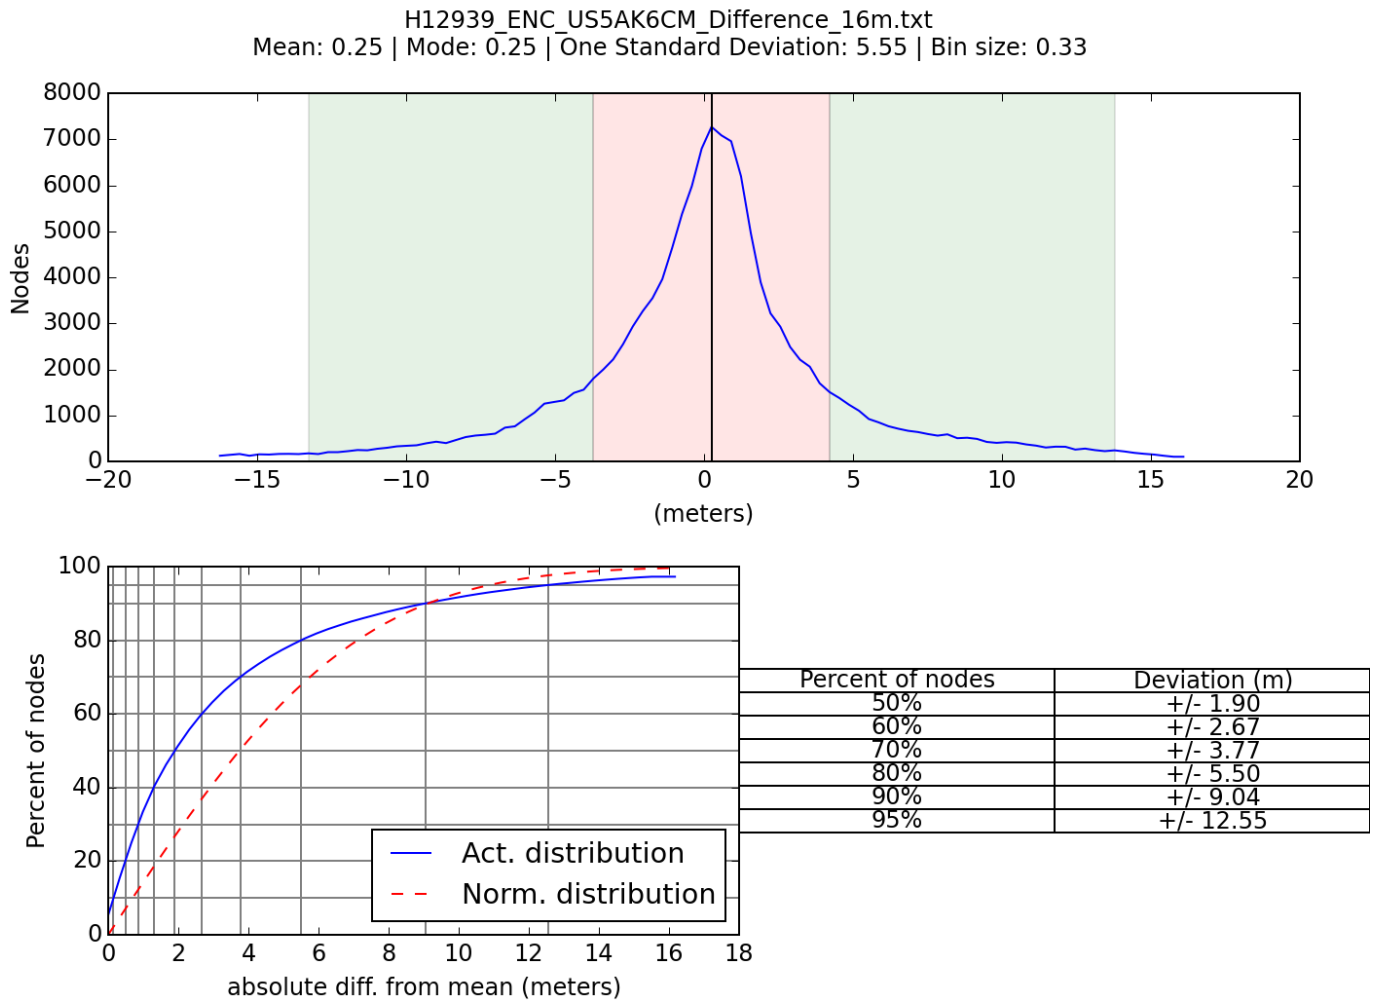 H12939_ENC_US5AK6CM_Difference_16m.txt
Mean: 0.25 | Mode: 0.25 | One Standard Deviation: 5.55 | Bin size: 0.33
8000
7000
6000
5000
4000
3000
2000
1000
0
Nodes
−20 −15 −10 −5 0 5 10 15 20
(meters)
100
80
60
40
20
0
Percent of nodes
Act. distribution
Norm. distribution
0 2 4 6 8 10 12 14 16 18
absolute diff. from mean (meters)
Percent of nodes Deviation (m)
50% +/- 1.90
60% +/- 2.67
70% +/- 3.77
80% +/- 5.50
90% +/- 9.04
95% +/- 12.55